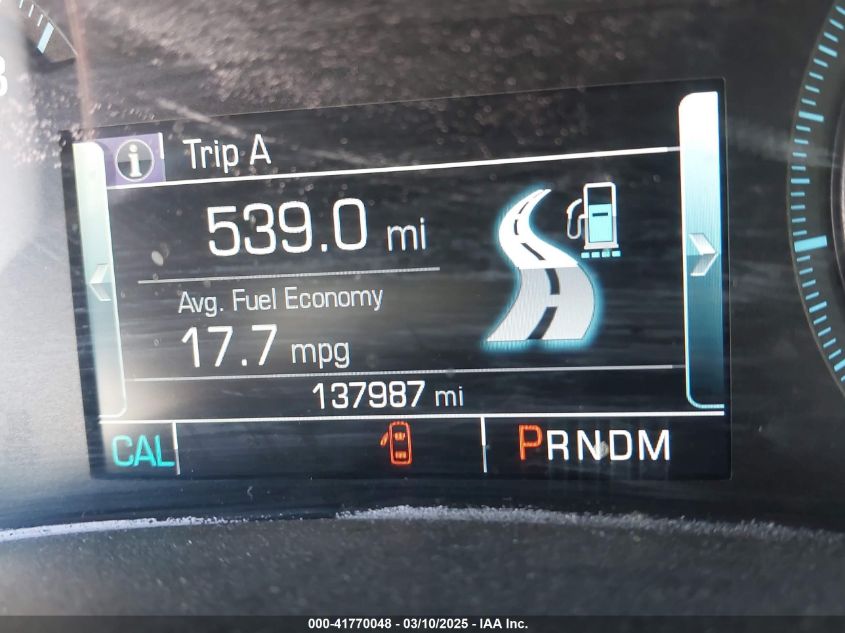 Trip A
539.0 mi
Avg. Fuel Economy
17.7 mpg
137987 mi
CAL PRNDM
000-41770048 - 03/10/2025 - IAA Inc.